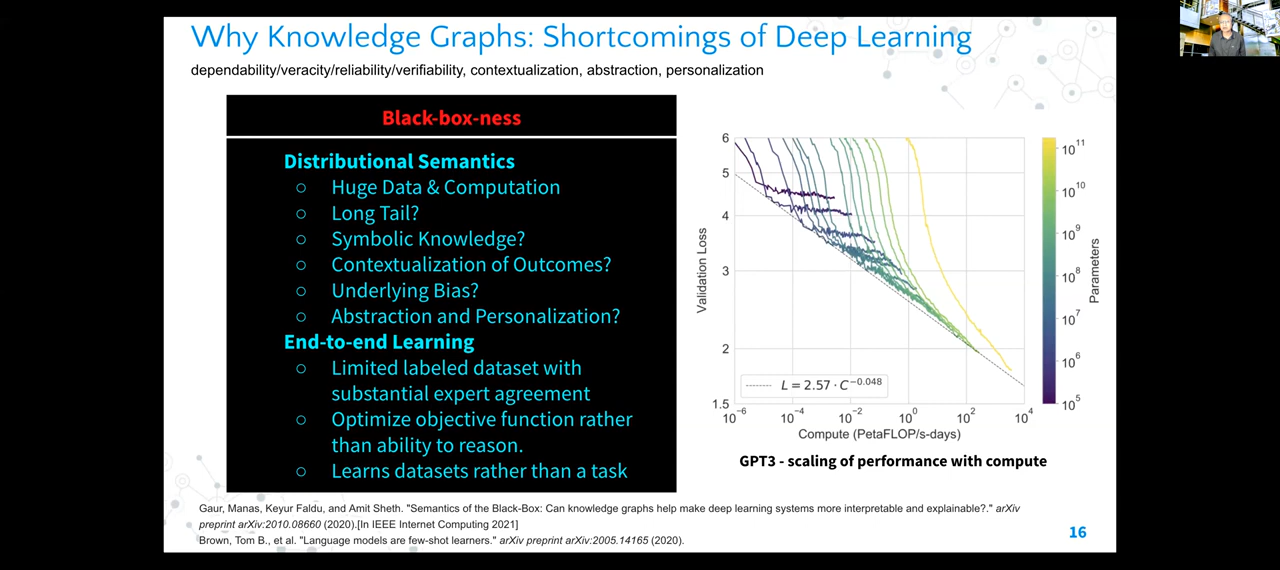 Why Knowledge Graphs: Shortcomings of Deep Learning
dependability/veracity/reliability/verifiability, contextualization, abstraction, personalization
Black-box-ness
Distributional Semantics
○ Huge Data & Computation
○ Long Tail?
○ Symbolic Knowledge?
○ Contextualization of Outcomes?
○ Underlying Bias?
○ Abstraction and Personalization?
End-to-end Learning
○ Limited labeled dataset with
substantial expert agreement
○ Optimize objective function rather
than ability to reason.
○ Learns datasets rather than a task
Validation Loss
6
5
4
3
2
1.5
L = 2.57 · C^−0.048
10^−6 10^−4 10^−2 10^0 10^2 10^4
Compute (PetaFLOP/s-days)
10^11
10^10
10^9
10^8
10^7
10^6
10^5
Parameters
GPT3 - scaling of performance with compute
Gaur, Manas, Keyur Faldu, and Amit Sheth. "Semantics of the Black-Box: Can knowledge graphs help make deep learning systems more interpretable and explainable?." arXiv
preprint arXiv:2010.08660 (2020).[In IEEE Internet Computing 2021]
Brown, Tom B., et al. "Language models are few-shot learners." arXiv preprint arXiv:2005.14165 (2020).
16